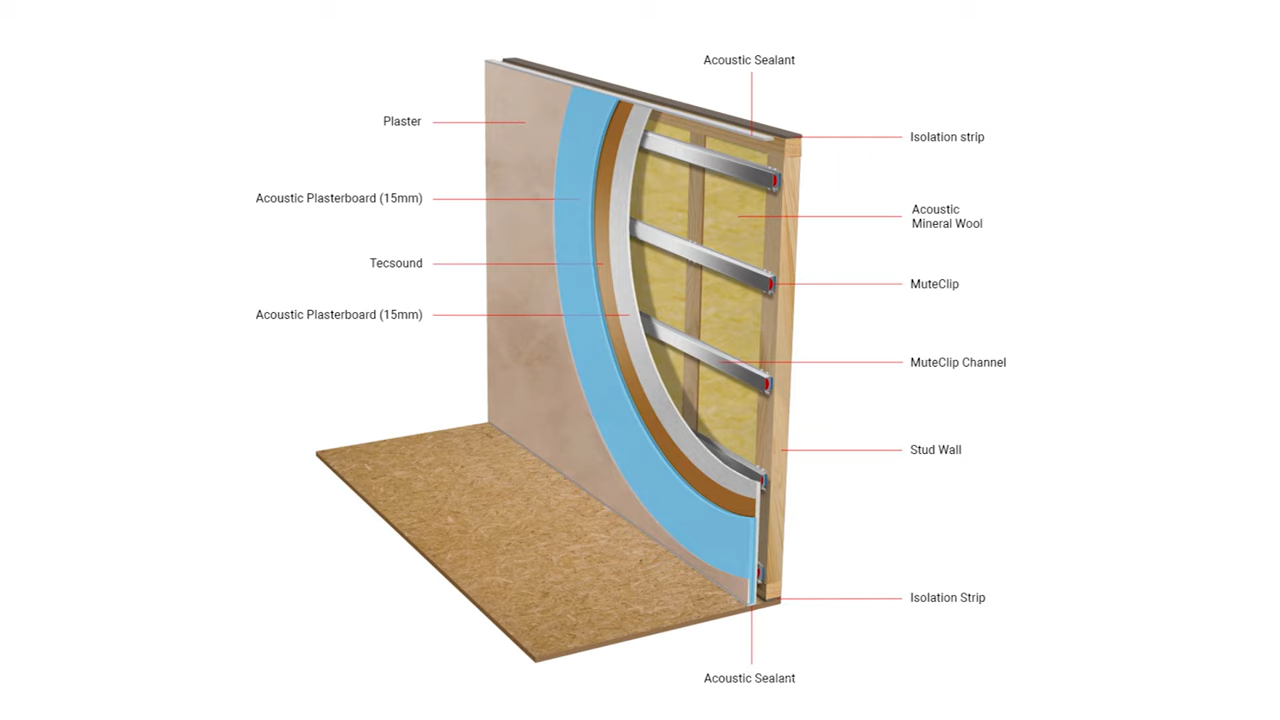 Acoustic Sealant
Plaster
Isolation strip
Acoustic Plasterboard (15mm)
Acoustic
Mineral Wool
Tecsound
MuteClip
Acoustic Plasterboard (15mm)
MuteClip Channel
Stud Wall
Isolation Strip
Acoustic Sealant